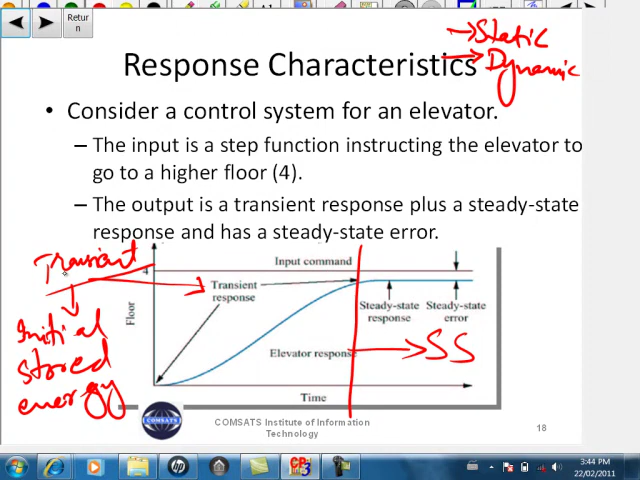 Return
Static
Dynamic
Response Characteristics
• Consider a control system for an elevator.
– The input is a step function instructing the elevator to
go to a higher floor (4).
– The output is a transient response plus a steady-state
response and has a steady-state error.
Transient
Initial
stored
energy
4
Floor
Input command
Transient
response
Steady-state
response
Steady-state
error
Elevator response
SS
Time
COMSATS
COMSATS Institute of Information
Technology
18
3:44 PM
22/02/2011